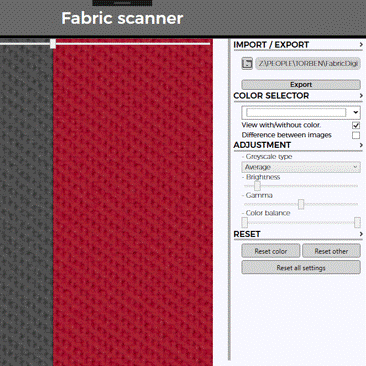 Fabric scanner
IMPORT / EXPORT
Z:\PEOPLE\TORBEN\FabricDigi
Export
COLOR SELECTOR
View with/without color
Difference between images
ADJUSTMENT
- Greyscale type
Average
- Brightness
- Gamma
- Color balance
RESET
Reset color
Reset other
Reset all settings